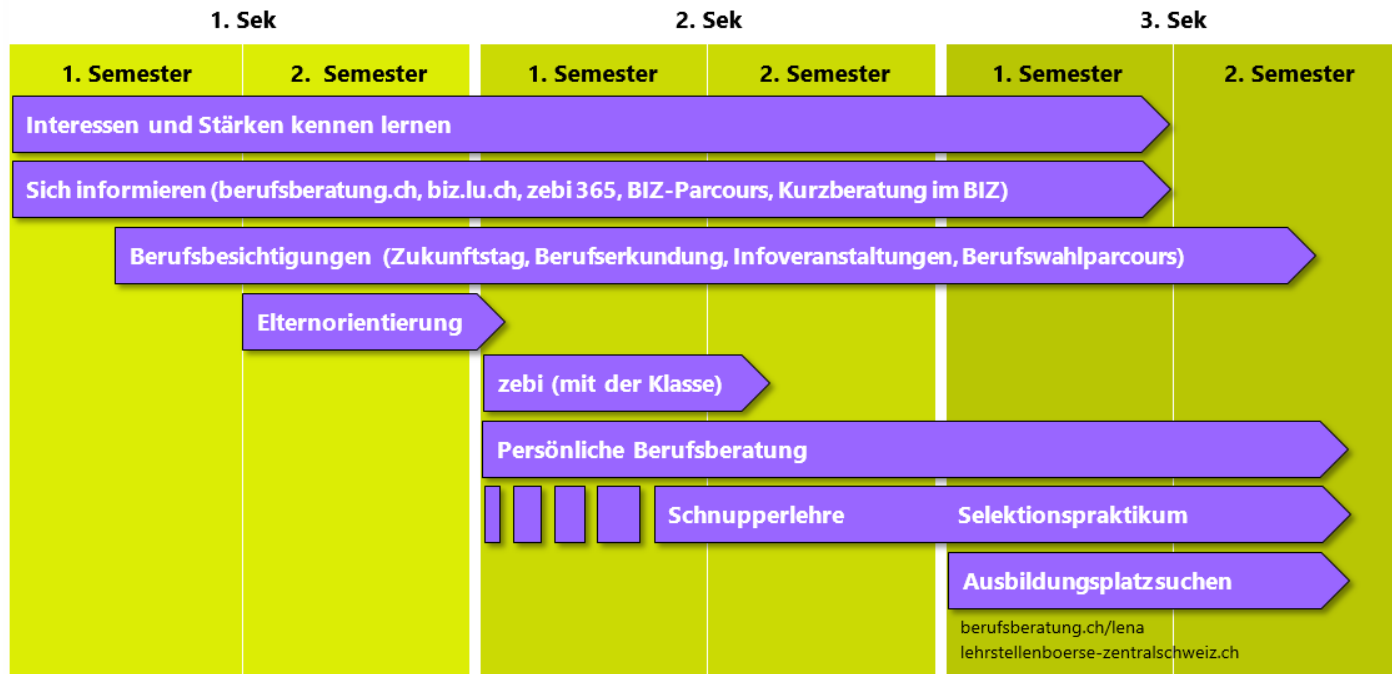 1. Sek 2. Sek 3. Sek
1. Semester 2. Semester 1. Semester 2. Semester 1. Semester 2. Semester
Interessen und Stärken kennen lernen
Sich informieren (berufsberatung.ch, biz.lu.ch, zebi 365, BIZ-Parcours, Kurzberatung im BIZ)
Berufsbesichtigungen (Zukunftstag, Berufserkundung, Infoveranstaltungen, Berufswahlparcours)
Elternorientierung
zebi (mit der Klasse)
Persönliche Berufsberatung
Schnupperlehre Selektionspraktikum
Ausbildungsplatzsuchen
berufsberatung.ch/lena
lehrstellenboerse-zentralschweiz.ch